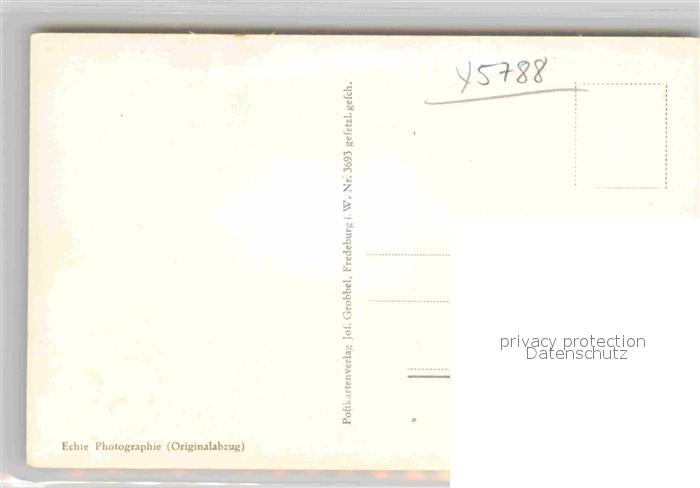 Y5788
Poſtkartenverlag Joſ. Grobbel, Fredeburg i. W. Nr. 3693 geſetzl. geſch.
privacy protection
Datenschutz
Echte Photographie (Originalabzug)